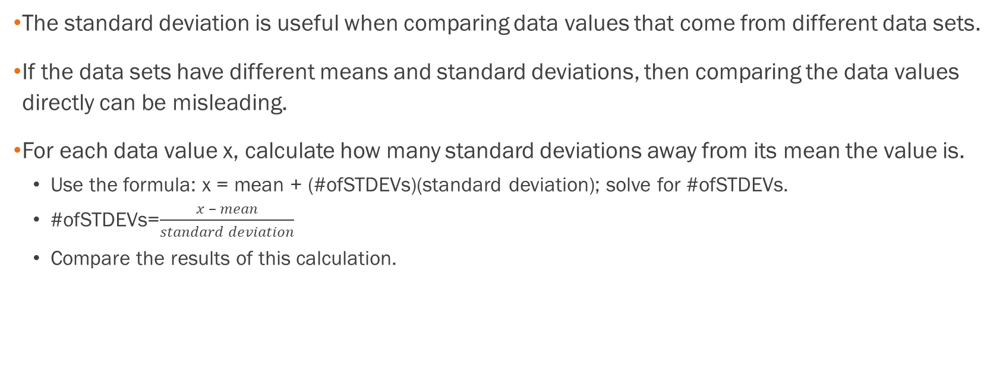 •The standard deviation is useful when comparing data values that come from different data sets.
•If the data sets have different means and standard deviations, then comparing the data values
directly can be misleading.
•For each data value x, calculate how many standard deviations away from its mean the value is.
• Use the formula: x = mean + (#ofSTDEVs)(standard deviation); solve for #ofSTDEVs.
• #ofSTDEVs= x – mean / standard deviation
• Compare the results of this calculation.